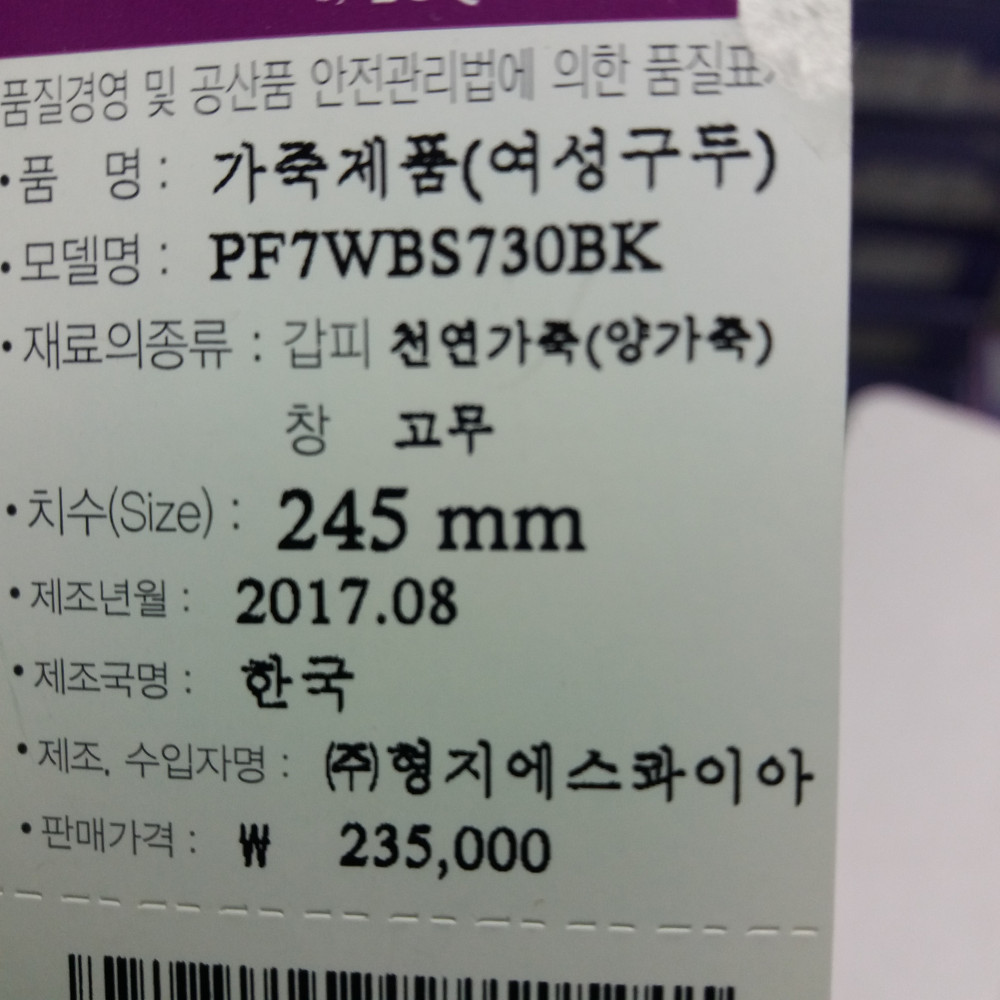 품질경영 및 공산품 안전관리법에 의한 품질표
•품 명 : 가죽제품(여성구두)
•모델명 : PF7WBS730BK
•재료의종류 : 갑피 천연가죽(양가죽)
창 고무
•치수(Size) : 245 mm
•제조년월 : 2017.08
•제조국명 : 한국
•제조, 수입자명 : ㈜형지에스콰이아
•판매가격 : ₩ 235,000